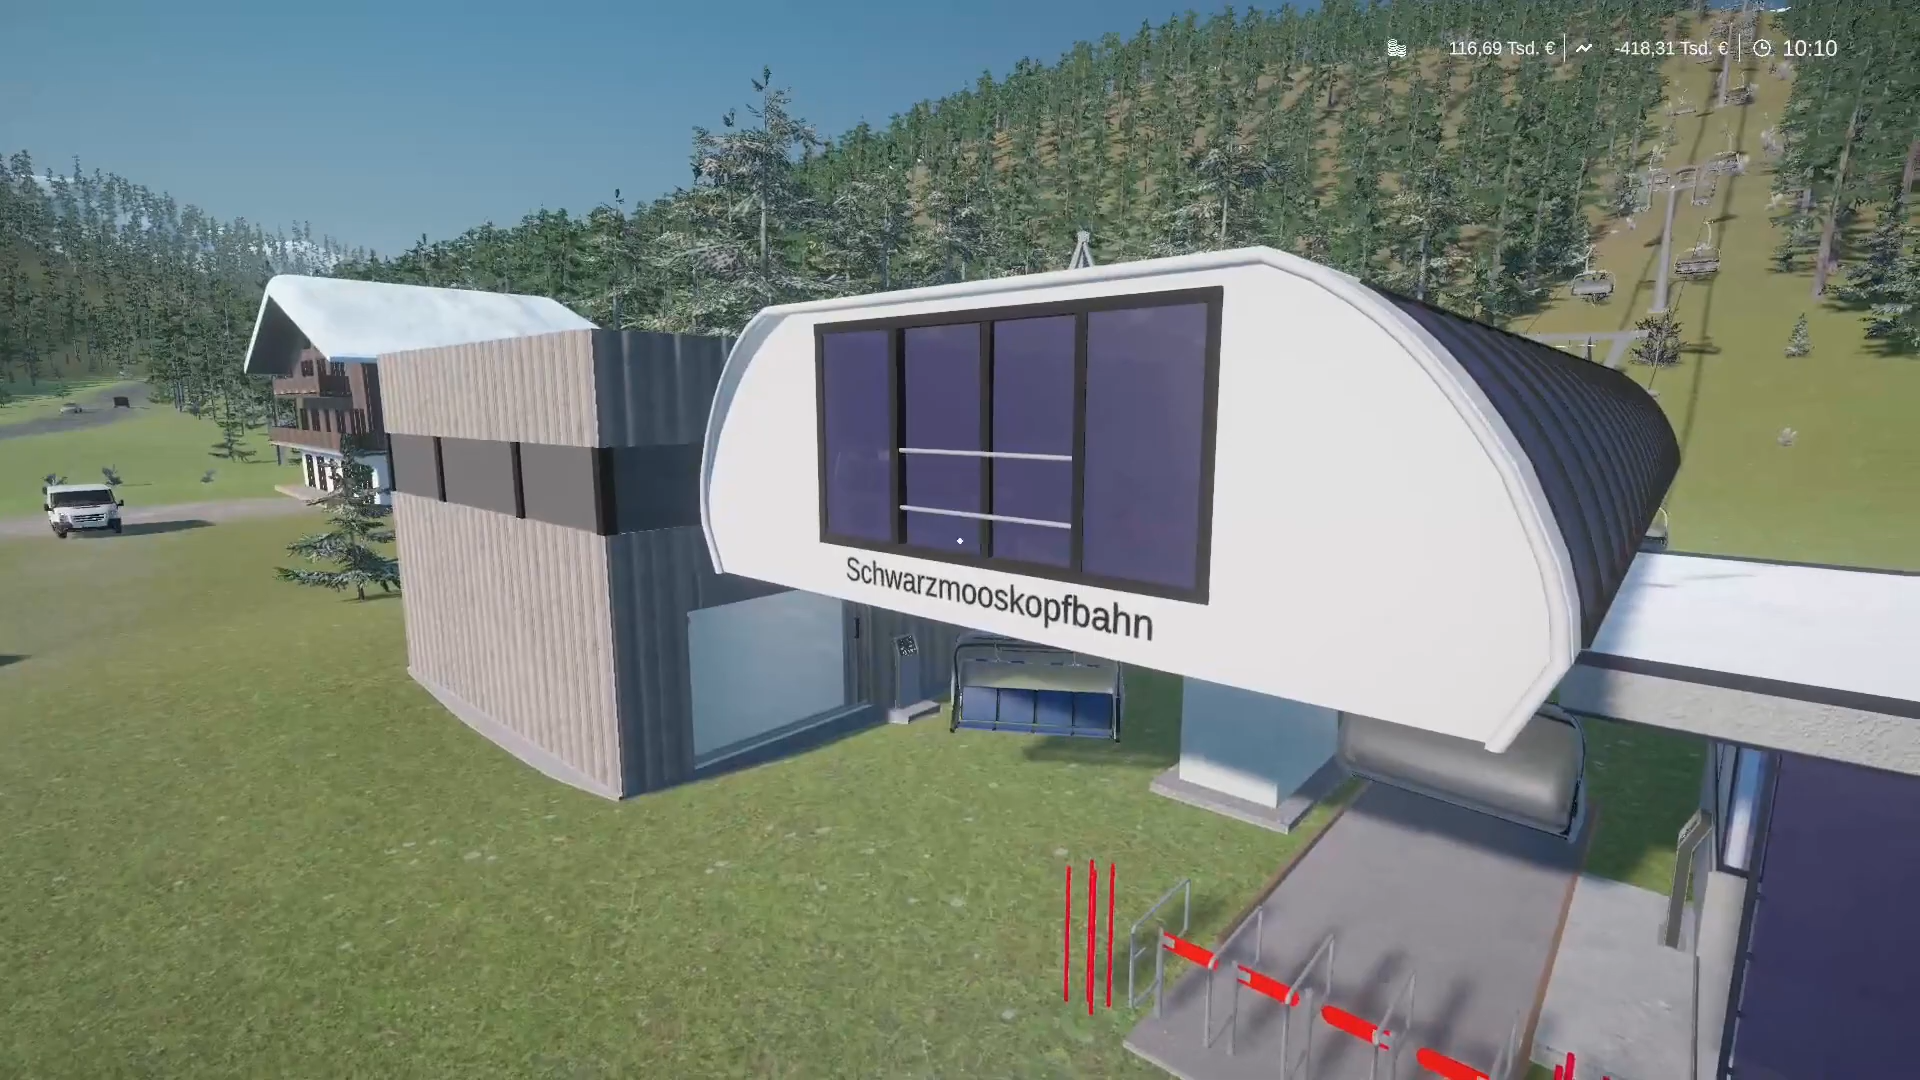 116,69 Tsd. € -418,31 Tsd. € 10:10
Schwarzmooskopfbahn